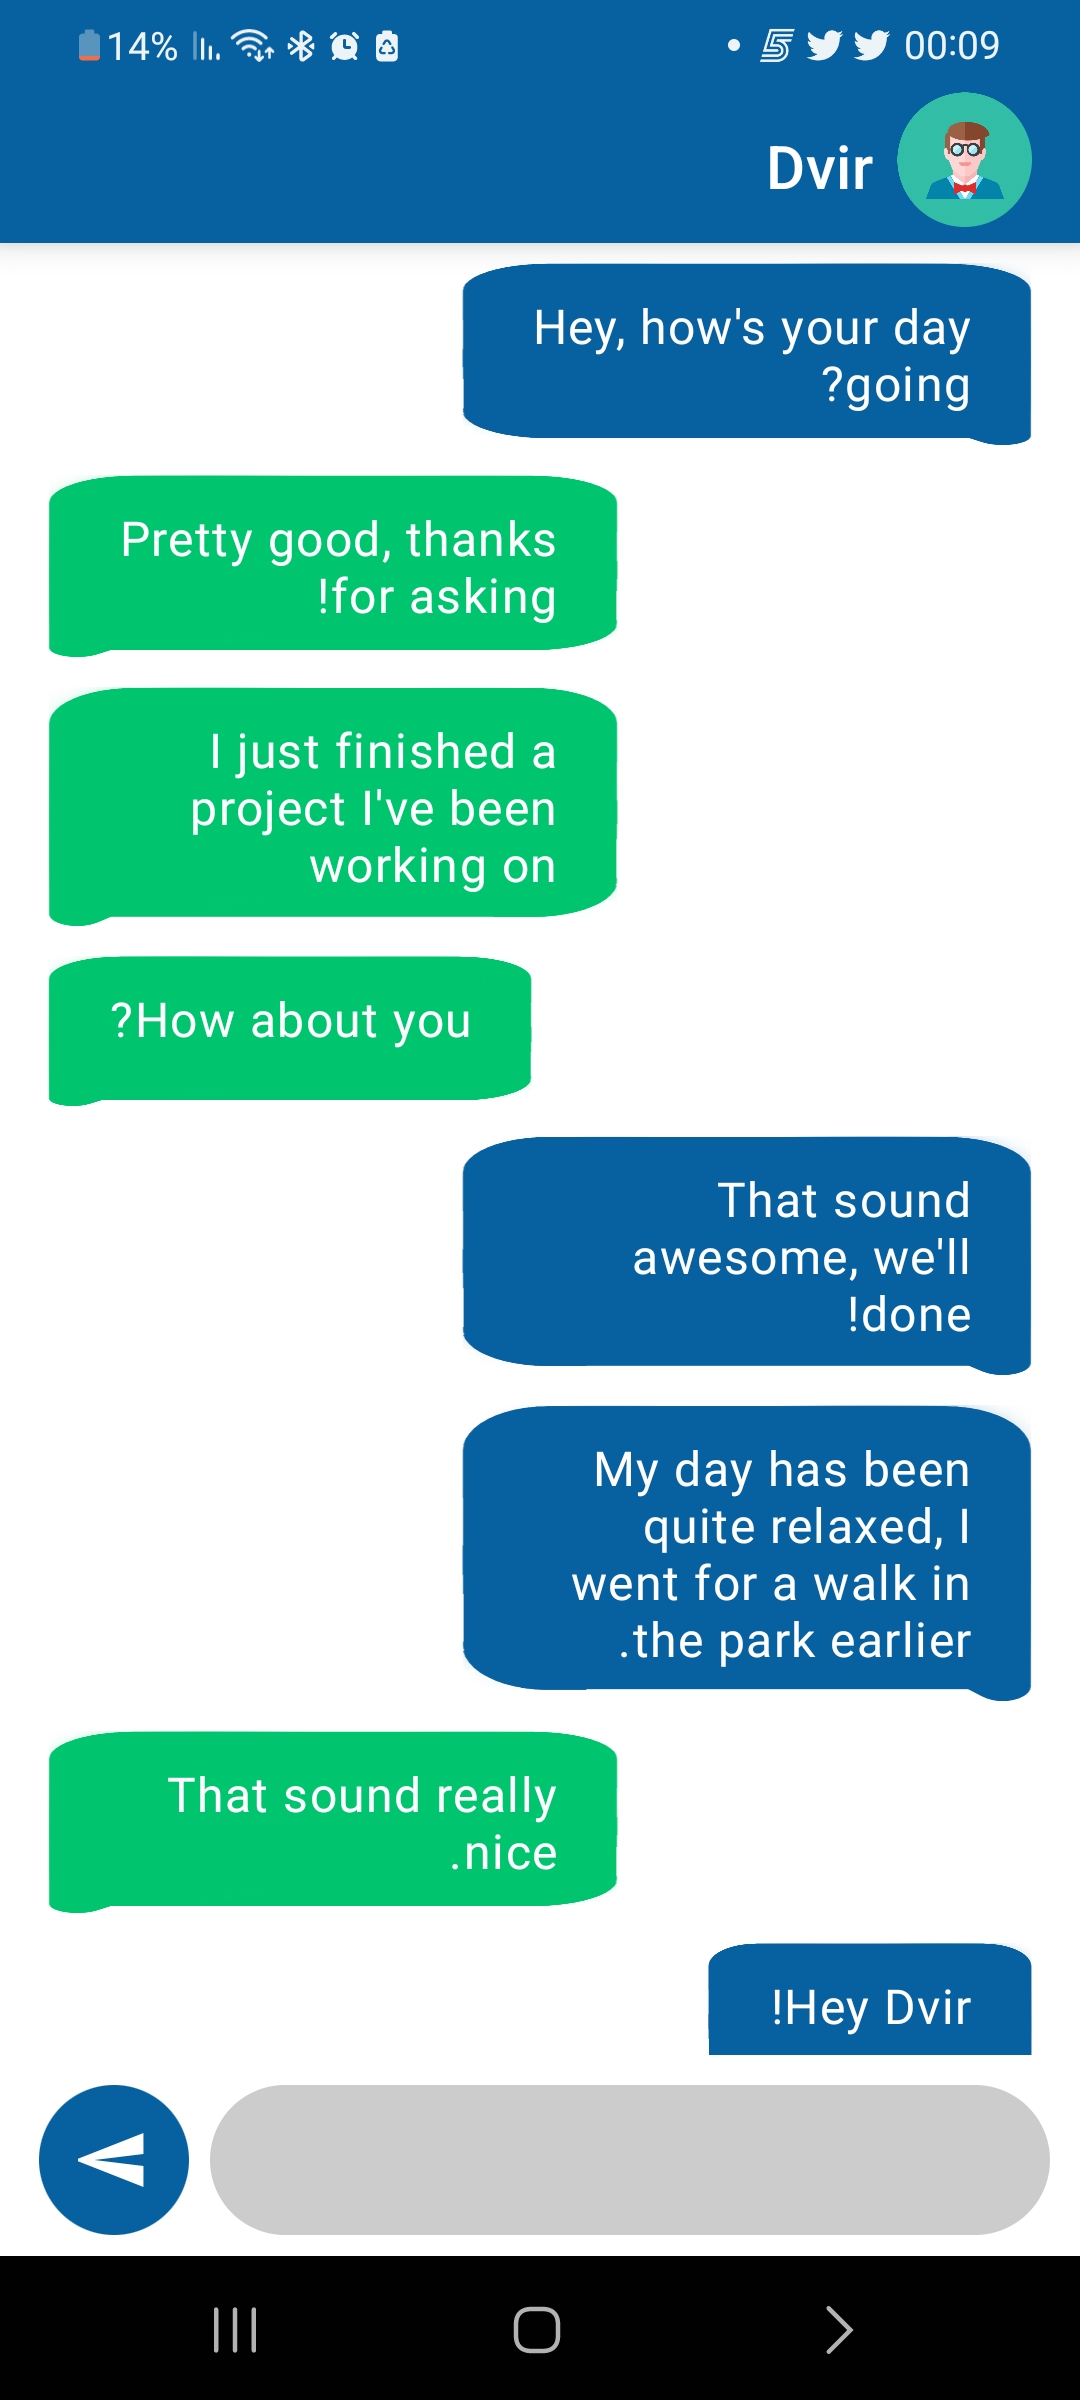 14%
00:09
Dvir
Hey, how's your day
?going
Pretty good, thanks
!for asking
I just finished a
project I've been
working on
?How about you
That sound
awesome, we'll
!done
My day has been
quite relaxed, I
went for a walk in
.the park earlier
That sound really
.nice
!Hey Dvir